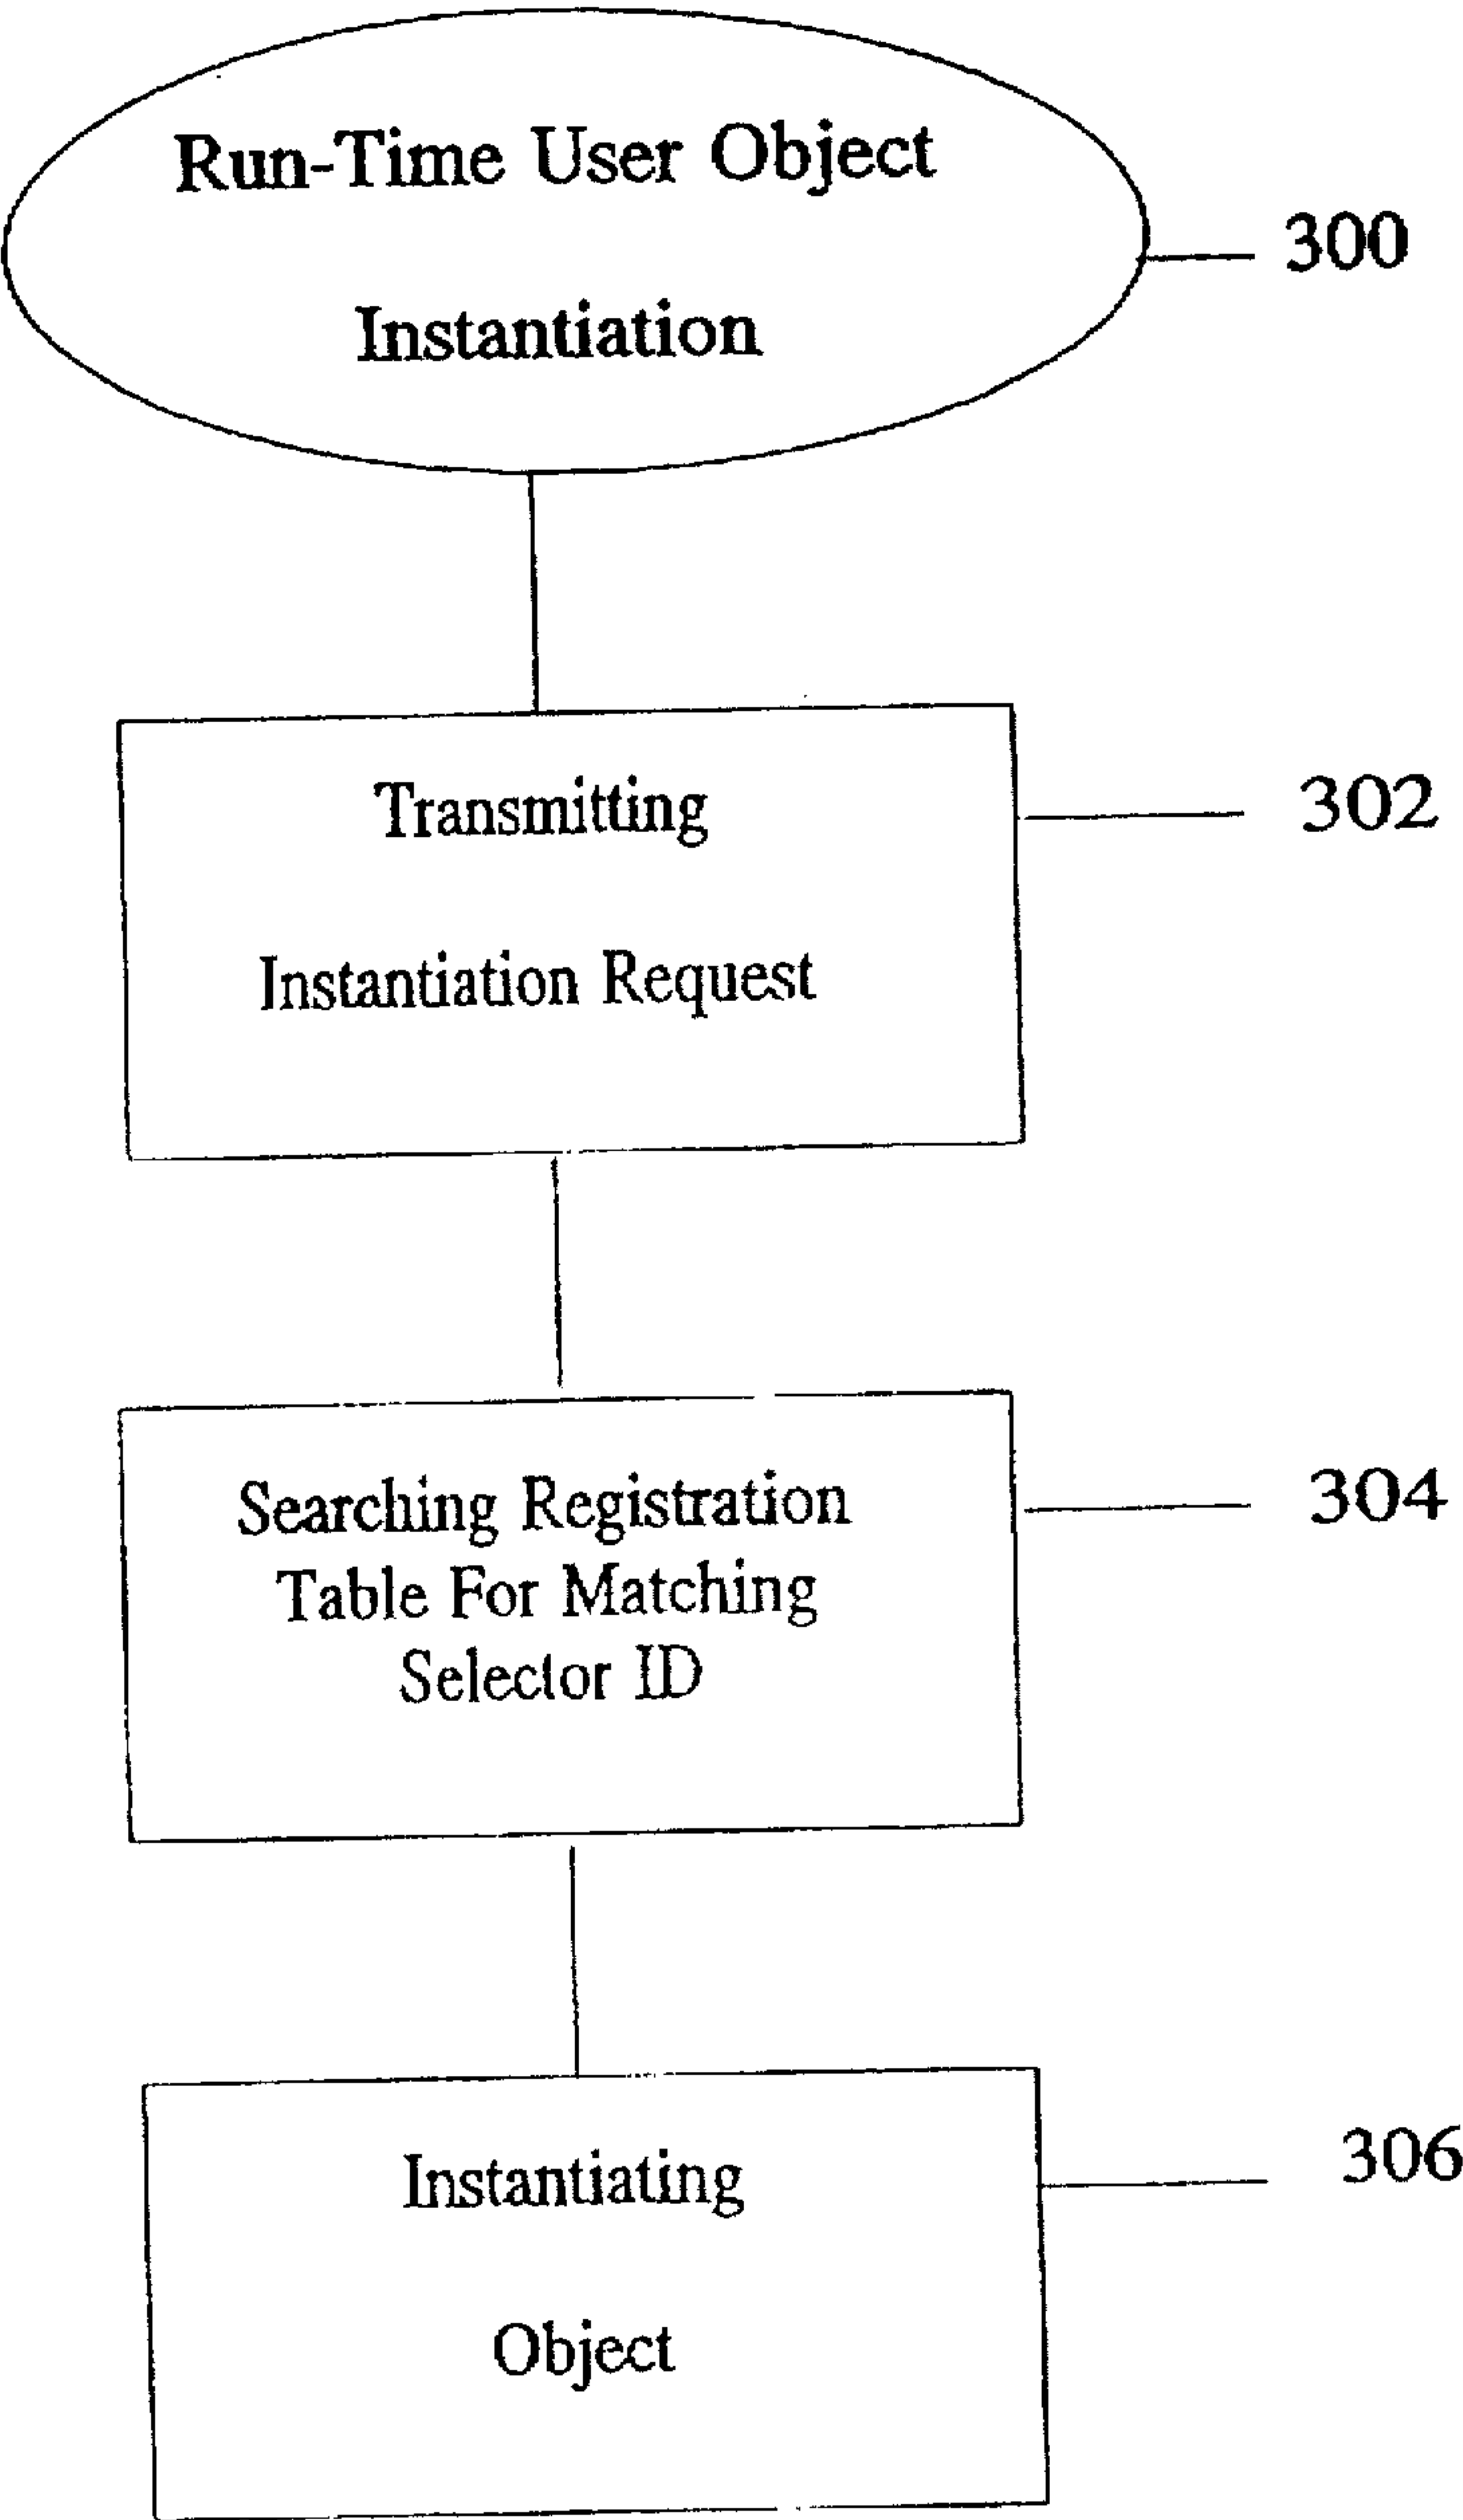 Run-Time User Object
Instantiation
300
Transmitting
Instantiation Request
302
Searching Registration
Table For Matching
Selector ID
304
Instantiating
Object
306